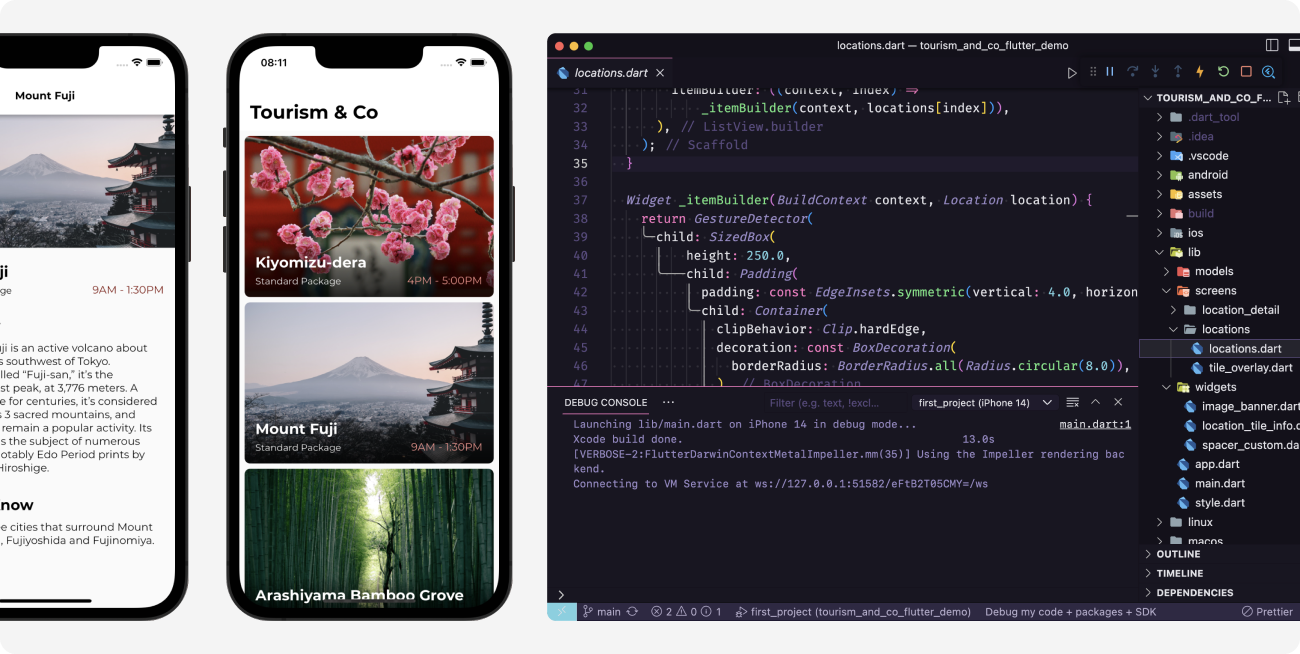 Mount Fuji
ji
ge
9AM - 1:30PM
ji is an active volcano about
s southwest of Tokyo.
lled “Fuji-san,” it’s the
st peak, at 3,776 meters. A
e for centuries, it’s considered
s 3 sacred mountains, and
remain a popular activity. Its
s the subject of numerous
otably Edo Period prints by
Hiroshige.
now
e cities that surround Mount
, Fujiyoshida and Fujinomiya.
08:11
Tourism & Co
Kiyomizu-dera
Standard Package
4PM - 5:00PM
Mount Fuji
Standard Package
9AM - 1:30PM
Arashiyama Bamboo Grove
locations.dart — tourism_and_co_flutter_demo
locations.dart
31 itemBuilder: ((context, index) =>
32 _itemBuilder(context, locations[index])),
33 ), // ListView.builder
34 ); // Scaffold
35 }
36
37 Widget _itemBuilder(BuildContext context, Location location) {
38 return GestureDetector(
39 child: SizedBox(
40 height: 250.0,
41 child: Padding(
42 padding: const EdgeInsets.symmetric(vertical: 4.0, horizon
43 child: Container(
44 clipBehavior: Clip.hardEdge,
45 decoration: const BoxDecoration(
46 borderRadius: BorderRadius.all(Radius.circular(8.0)),
47 ) // BoxDecoration
DEBUG CONSOLE
Filter (e.g. text, !excl...
first_project (iPhone 14)
Launching lib/main.dart on iPhone 14 in debug mode...
main.dart:1
Xcode build done. 13.0s
[VERBOSE-2:FlutterDarwinContextMetalImpeller.mm(35)] Using the Impeller rendering bac
kend.
Connecting to VM Service at ws://127.0.0.1:51582/eFtB2T05CMY=/ws
TOURISM_AND_CO_F...
.dart_tool
.idea
.vscode
android
assets
build
ios
lib
models
screens
location_detail
locations
locations.dart
tile_overlay.dart
widgets
image_banner.dart
location_tile_info.d
spacer_custom.da
app.dart
main.dart
style.dart
linux
macos
OUTLINE
TIMELINE
DEPENDENCIES
main
2 0 1
first_project (tourism_and_co_flutter_demo)
Debug my code + packages + SDK
Prettier